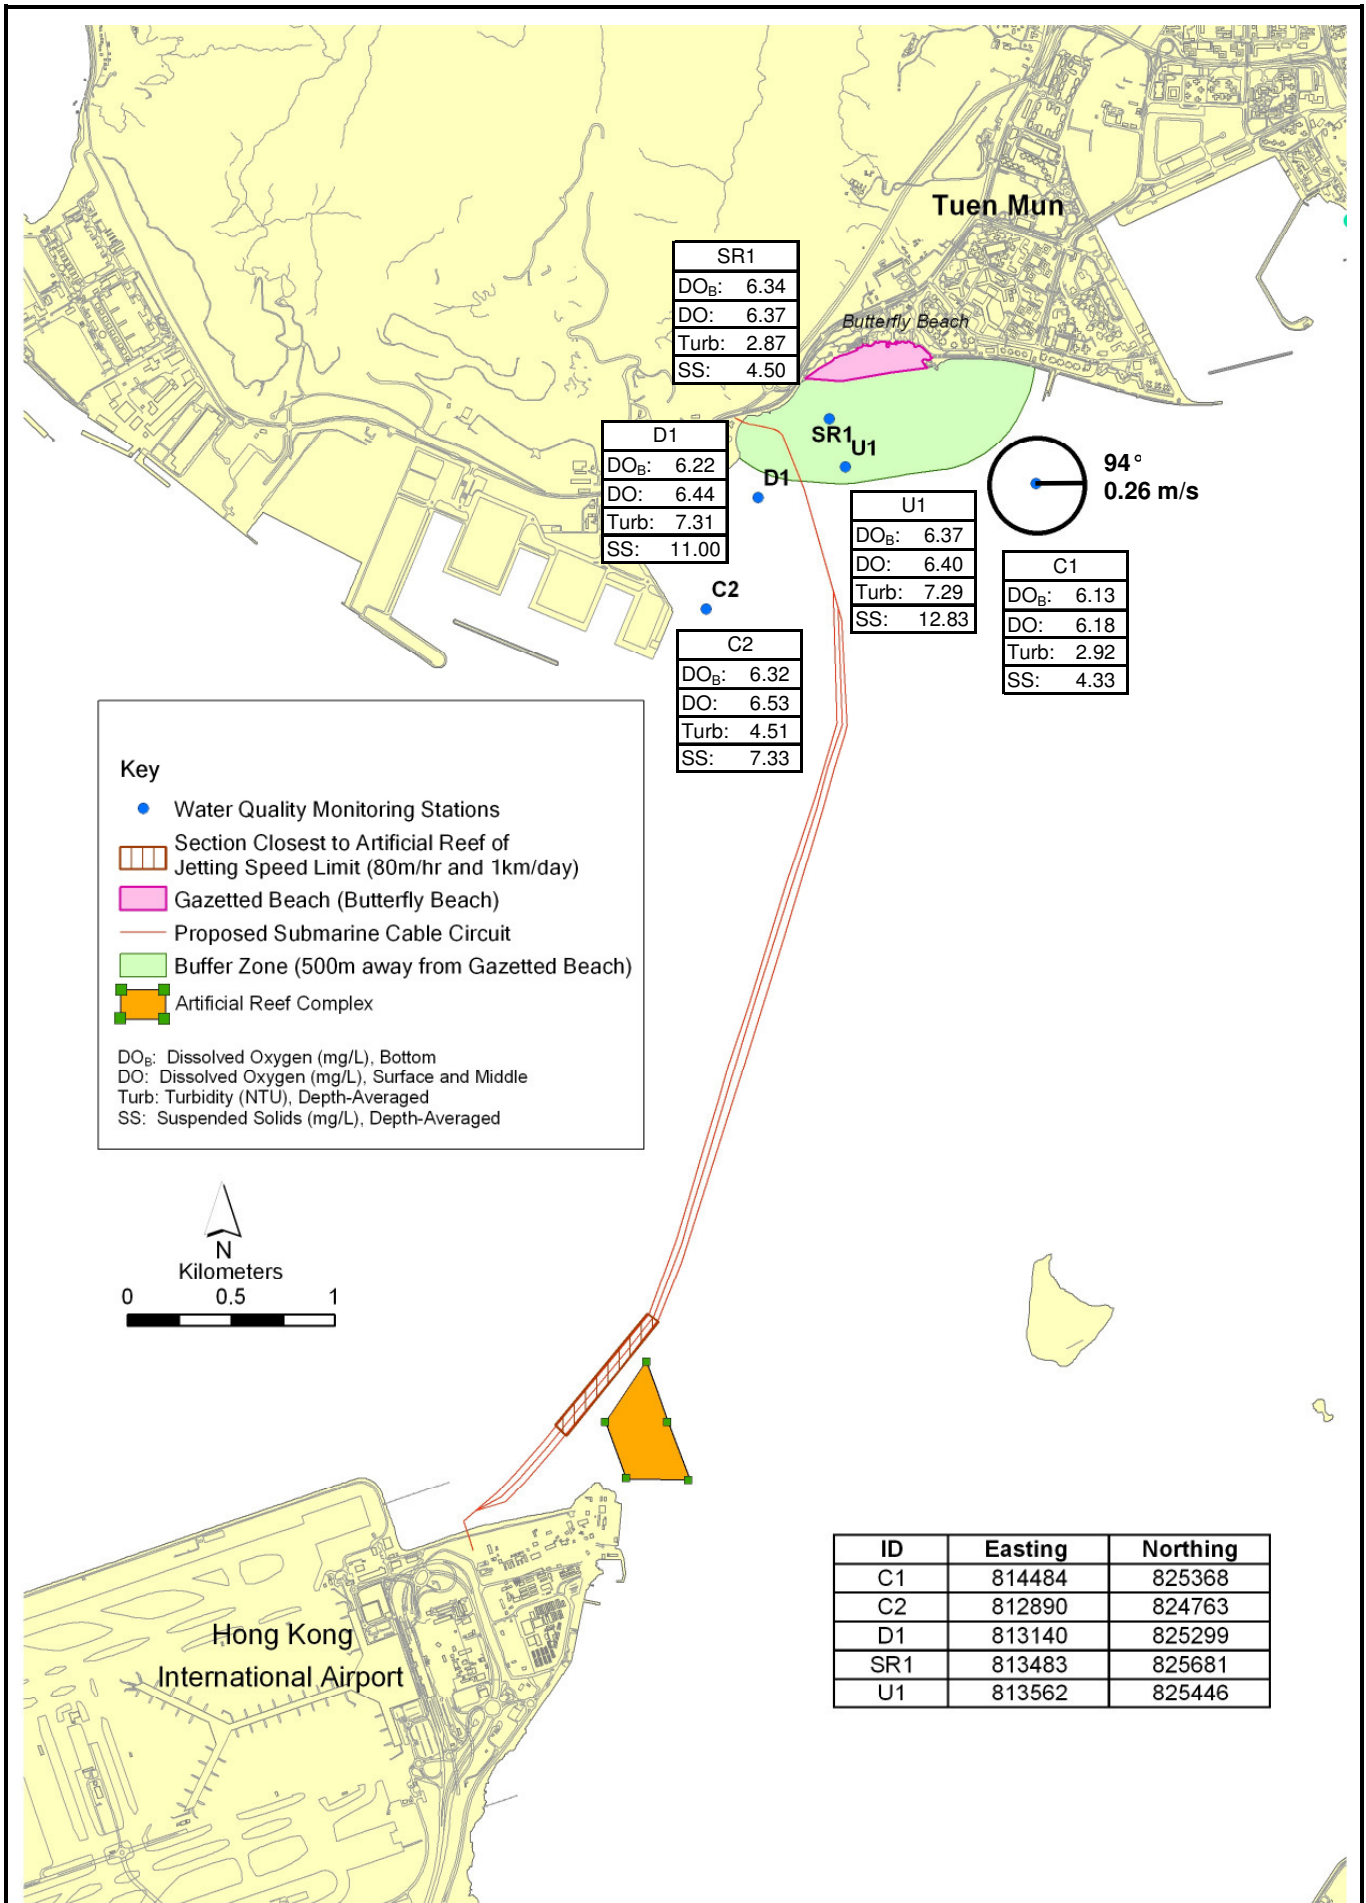 Tuen Mun
SR1
DO_B: 6.34
DO: 6.37
Turb: 2.87
SS: 4.50
Butterfly Beach
SR1
U1
D1
D1
DO_B: 6.22
DO: 6.44
Turb: 7.31
SS: 11.00
94°
0.26 m/s
U1
DO_B: 6.37
DO: 6.40
Turb: 7.29
SS: 12.83
C1
DO_B: 6.13
DO: 6.18
Turb: 2.92
SS: 4.33
C2
C2
DO_B: 6.32
DO: 6.53
Turb: 4.51
SS: 7.33
Key
Water Quality Monitoring Stations
Section Closest to Artificial Reef of
Jetting Speed Limit (80m/hr and 1km/day)
Gazetted Beach (Butterfly Beach)
Proposed Submarine Cable Circuit
Buffer Zone (500m away from Gazetted Beach)
Artificial Reef Complex
DO_B: Dissolved Oxygen (mg/L), Bottom
DO: Dissolved Oxygen (mg/L), Surface and Middle
Turb: Turbidity (NTU), Depth-Averaged
SS: Suspended Solids (mg/L), Depth-Averaged
N
Kilometers
0 0.5 1
ID Easting Northing
C1 814484 825368
C2 812890 824763
D1 813140 825299
SR1 813483 825681
U1 813562 825446
Hong Kong
International Airport